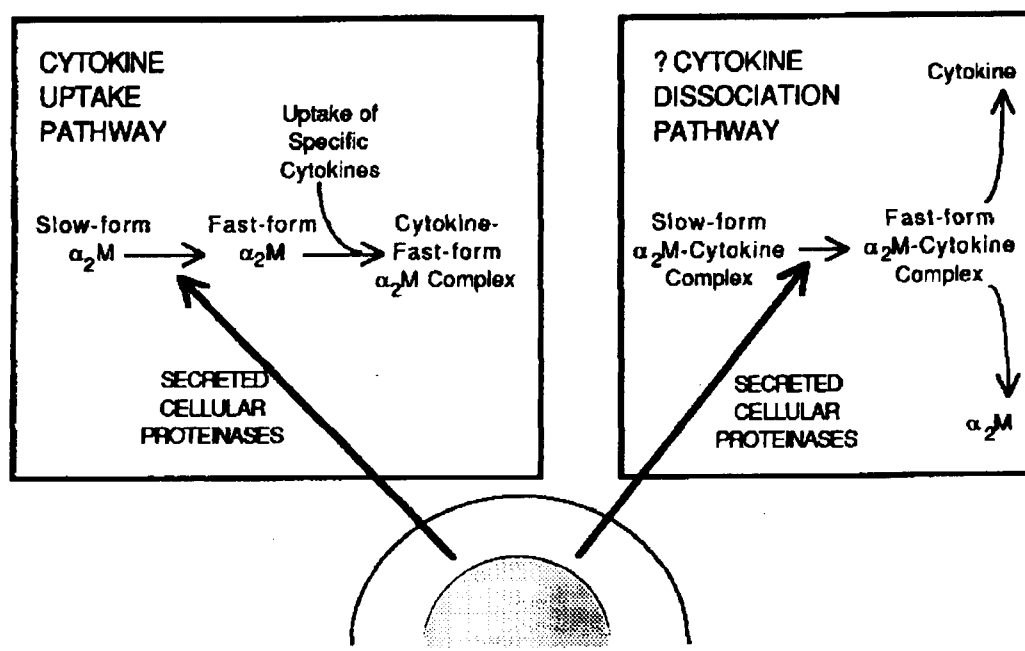 CYTOKINE
UPTAKE
PATHWAY
Uptake of
Specific
Cytokines
Slow-form
α₂M
Fast-form
α₂M
Cytokine-
Fast-form
α₂M Complex
SECRETED
CELLULAR
PROTEINASES
? CYTOKINE
DISSOCIATION
PATHWAY
Cytokine
Slow-form
α₂M-Cytokine
Complex
Fast-form
α₂M-Cytokine
Complex
SECRETED
CELLULAR
PROTEINASES
α₂M